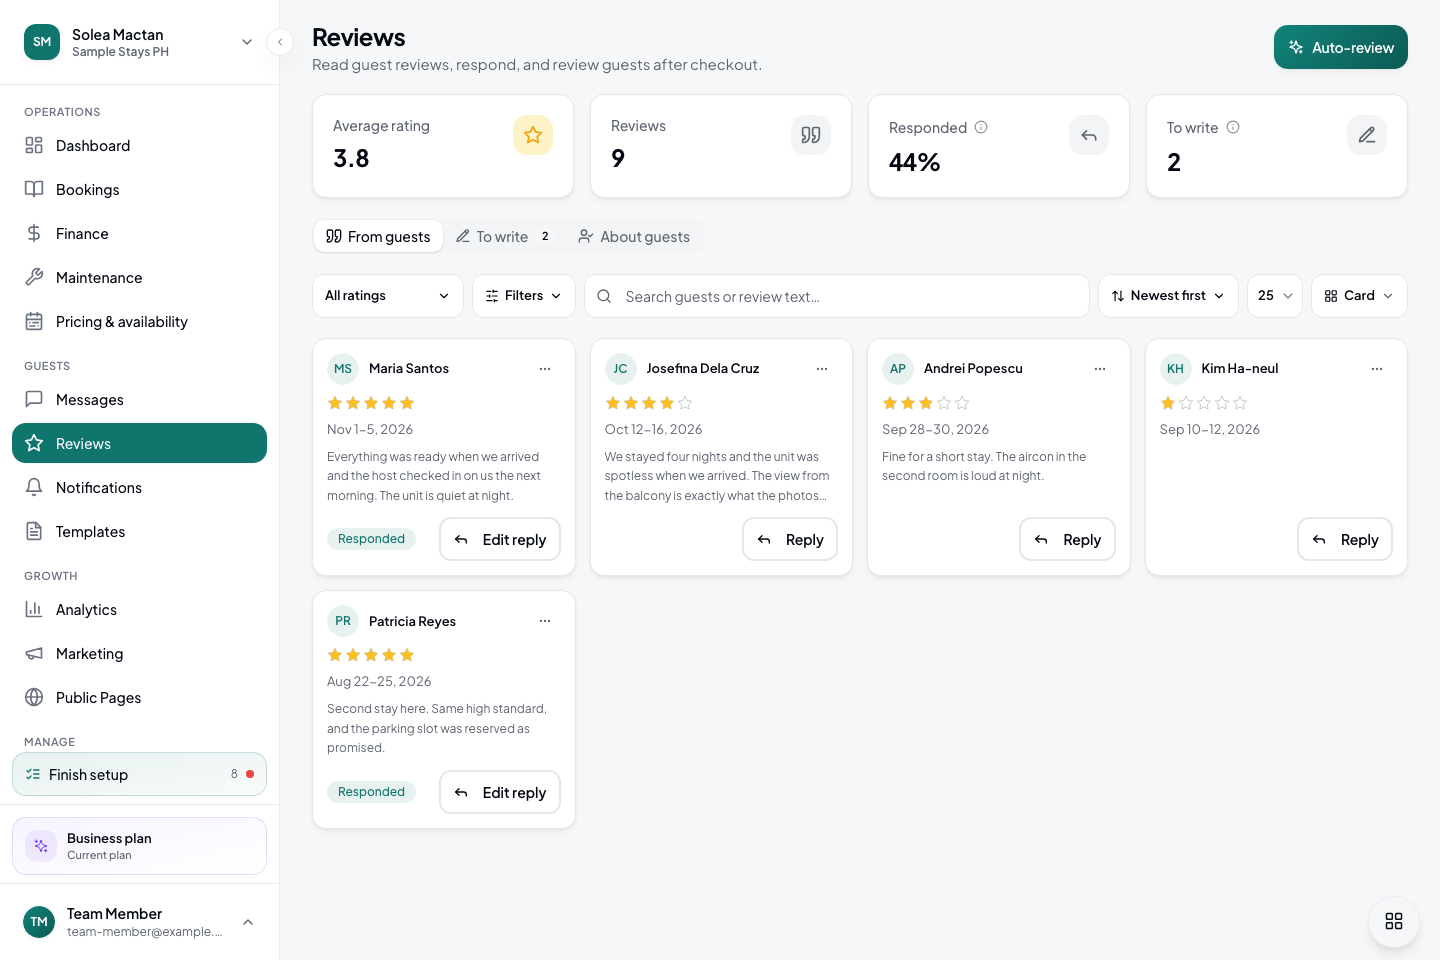 SM
Solea Mactan
Sample Stays PH
OPERATIONS
Dashboard
Bookings
Finance
Maintenance
Pricing & availability
GUESTS
Messages
Reviews
Notifications
Templates
GROWTH
Analytics
Marketing
Public Pages
MANAGE
Finish setup
8
Business plan
Current plan
TM
Team Member
team-member@example....
Reviews
Read guest reviews, respond, and review guests after checkout.
Auto-review
Average rating
3.8
Reviews
9
Responded
44%
To write
2
From guests
To write 2
About guests
All ratings
Filters
Search guests or review text...
Newest first
25
Card
MS
Maria Santos
Nov 1–5, 2026
Everything was ready when we arrived
and the host checked in on us the next
morning. The unit is quiet at night.
Responded
Edit reply
JC
Josefina Dela Cruz
Oct 12–16, 2026
We stayed four nights and the unit was
spotless when we arrived. The view from
the balcony is exactly what the photos...
Reply
AP
Andrei Popescu
Sep 28–30, 2026
Fine for a short stay. The aircon in the
second room is loud at night.
Reply
KH
Kim Ha-neul
Sep 10–12, 2026
Reply
PR
Patricia Reyes
Aug 22–25, 2026
Second stay here. Same high standard,
and the parking slot was reserved as
promised.
Responded
Edit reply